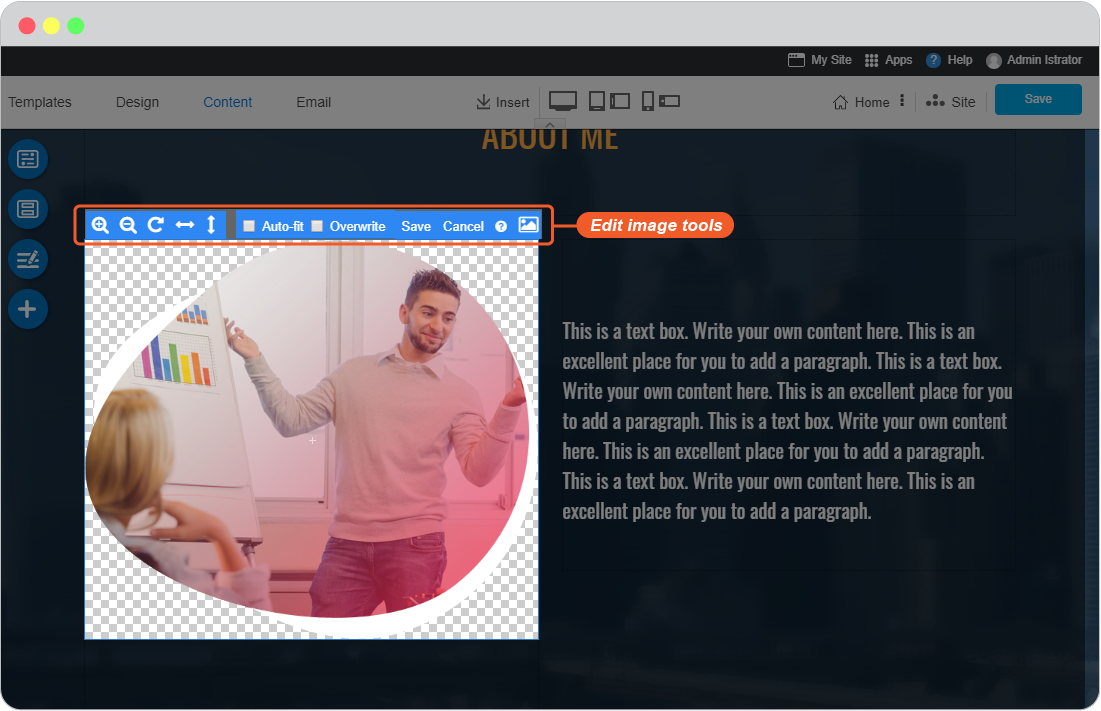 My Site Apps ? Help Admin Istrator
Templates Design Content Email Insert Home Site Save
ABOUT ME
Auto-fit Overwrite Save Cancel ? Edit image tools
This is a text box. Write your own content here. This is an
excellent place for you to add a paragraph. This is a text box.
Write your own content here. This is an excellent place for you
to add a paragraph. This is a text box. Write your own content
here. This is an excellent place for you to add a paragraph.
This is a text box. Write your own content here. This is an
excellent place for you to add a paragraph.